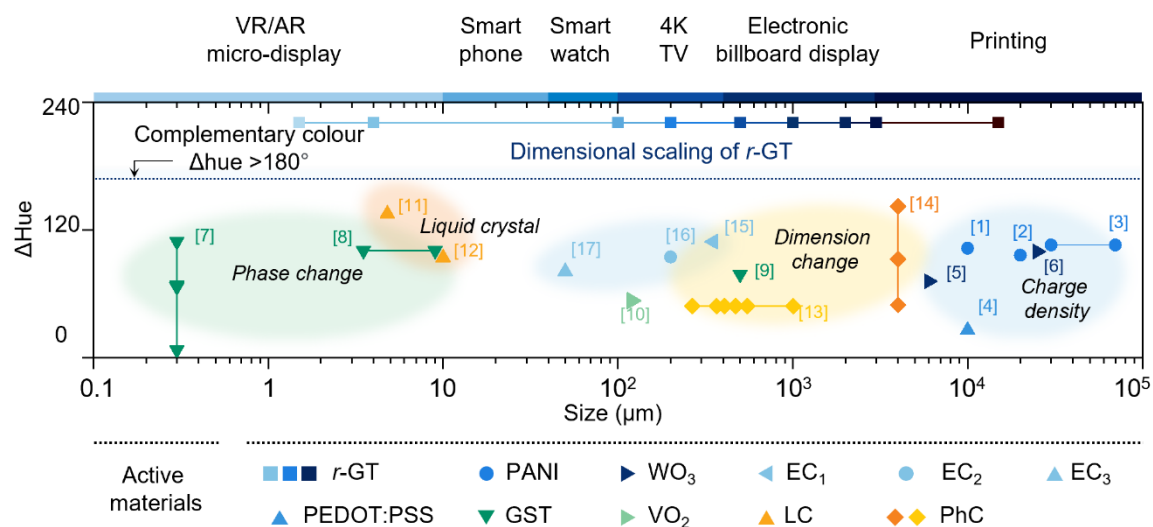 VR/AR
micro-display
Smart
phone
Smart
watch
4K
TV
Electronic
billboard display
Printing
240
120
0
ΔHue
Complementary colour
Δhue >180°
Dimensional scaling of r-GT
[11]
Liquid crystal
[12]
[7]
[8]
Phase change
[17]
[16]
[15]
[9]
[10]
Dimension
change
[13]
[14]
[1]
[2]
[3]
[5]
[6]
[4]
Charge
density
0.1
1
10
10²
10³
10⁴
10⁵
Size (μm)
Active
materials
r-GT
PANI
WO₃
EC₁
EC₂
EC₃
PEDOT:PSS
GST
VO₂
LC
PhC